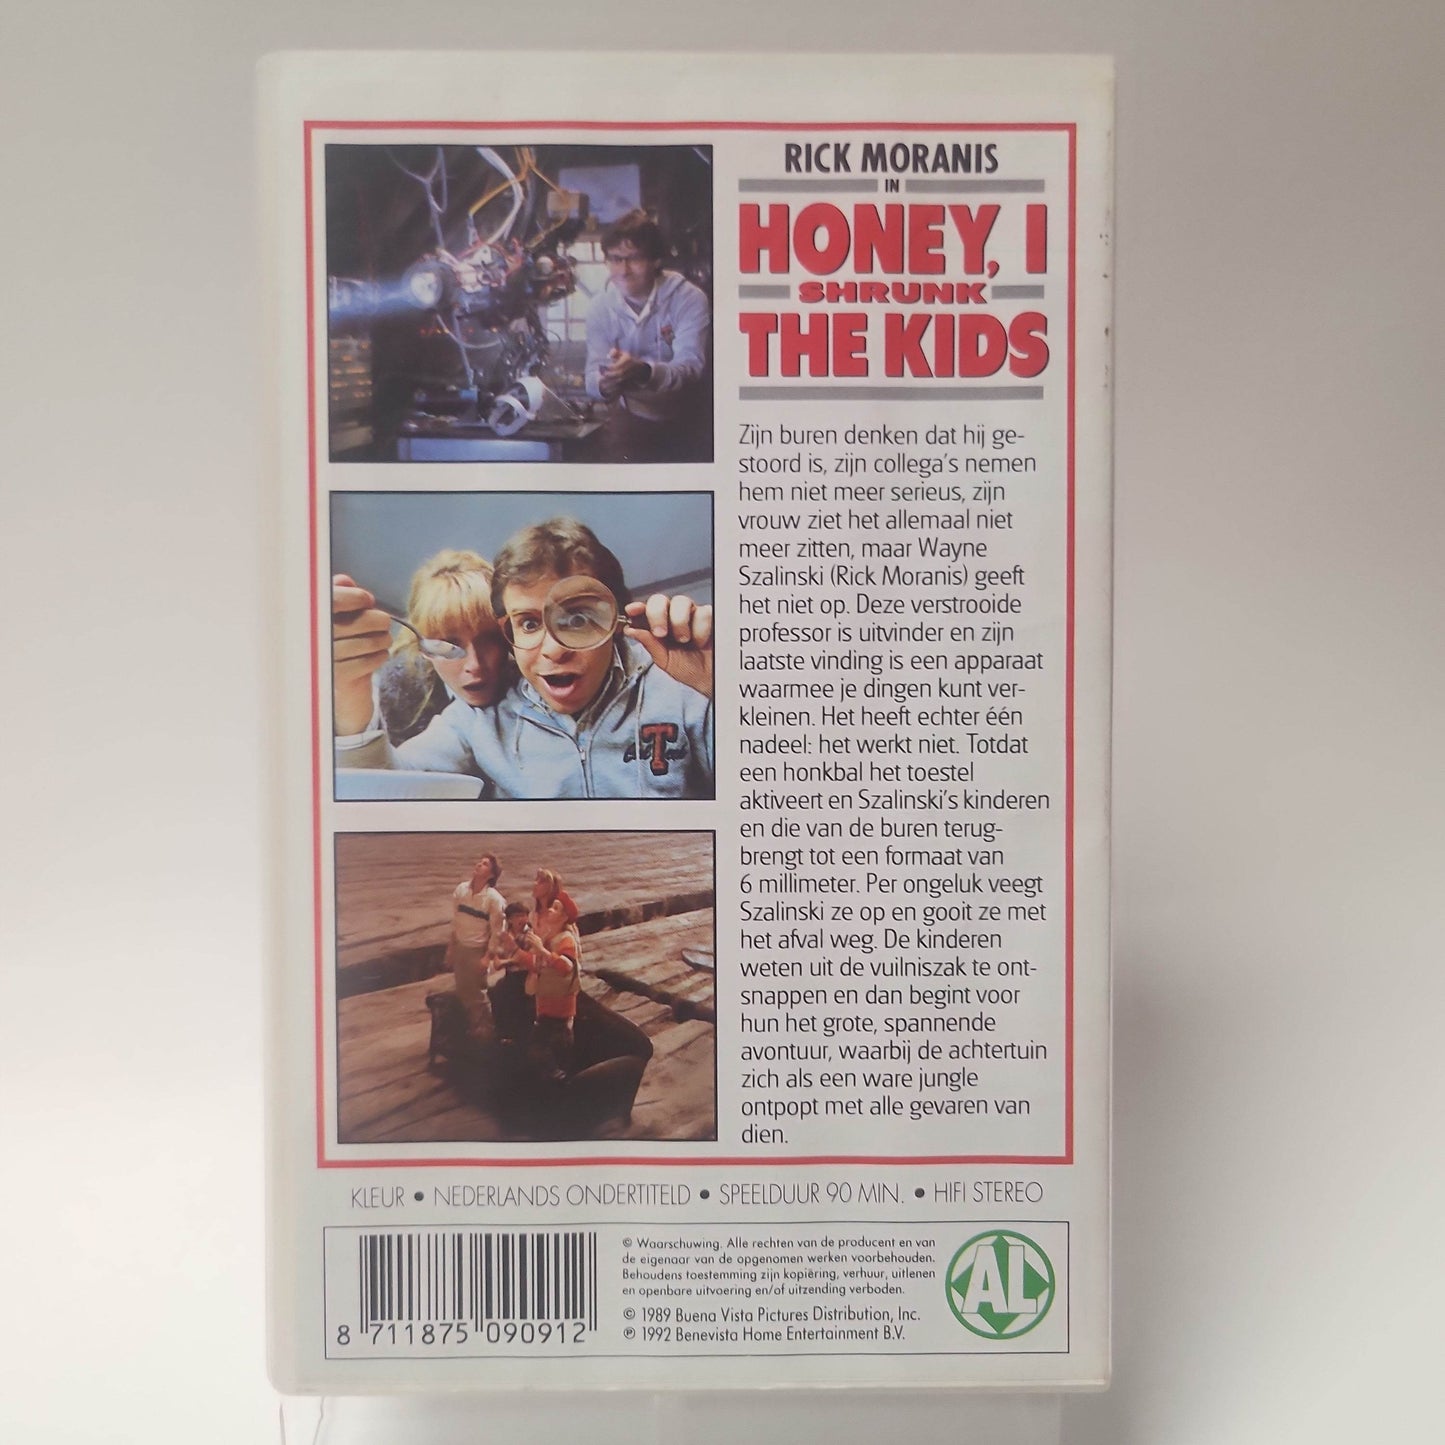 RICK MORANIS
IN
HONEY, I
SHRUNK
THE KIDS
Zijn buren denken dat hij ge-
stoord is, zijn collega's nemen
hem niet meer serieus, zijn
vrouw ziet het allemaal niet
meer zitten, maar Wayne
Szalinski (Rick Moranis) geeft
het niet op. Deze verstrooide
professor is uitvinder en zijn
laatste vinding is een apparaat
waarmee je dingen kunt ver-
kleinen. Het heeft echter één
nadeel: het werkt niet. Totdat
een honkbal het toestel
aktiveert en Szalinski's kinderen
en die van de buren terug-
brengt tot een formaat van
6 millimeter. Per ongeluk veegt
Szalinski ze op en gooit ze met
het afval weg. De kinderen
weten uit de vuilniszak te ont-
snappen en dan begint voor
hun het grote, spannende
avontuur, waarbij de achtertuin
zich als een ware jungle
ontpopt met alle gevaren van
dien.
T
KLEUR • NEDERLANDS ONDERTITELD • SPEELDUUR 90 MIN. • HIFI STEREO
8 711875 090912
© Waarschuwing. Alle rechten van de producent en van
de eigenaar van de opgenomen werken voorbehouden.
Behoudens toestemming zijn kopiëring, verhuur, uitlenen
en openbare uitvoering en/of uitzending verboden.
© 1989 Buena Vista Pictures Distribution, Inc.
℗ 1992 Benevista Home Entertainment B.V.
AL